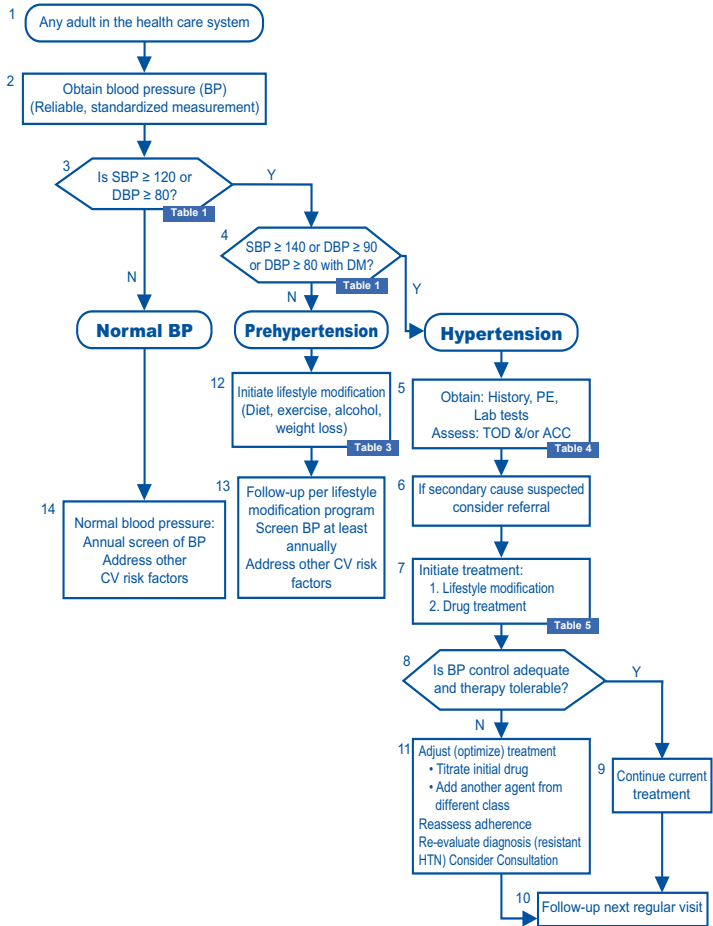 1
Any adult in the health care system
2
Obtain blood pressure (BP)
(Reliable, standardized measurement)
3
Is SBP ≥ 120 or
DBP ≥ 80?
Table 1
Y
N
4
SBP ≥ 140 or DBP ≥ 90
or DBP ≥ 80 with DM?
Table 1
N
Y
Normal BP
Prehypertension
Hypertension
12
Initiate lifestyle modification
(Diet, exercise, alcohol,
weight loss)
Table 3
5
Obtain: History, PE,
Lab tests
Assess: TOD &/or ACC
Table 4
13
Follow-up per lifestyle
modification program
Screen BP at least
annually
Address other CV risk
factors
6
If secondary cause suspected
consider referral
14
Normal blood pressure:
Annual screen of BP
Address other
CV risk factors
7
Initiate treatment:
1. Lifestyle modification
2. Drug treatment
Table 5
8
Is BP control adequate
and therapy tolerable?
Y
N
11
Adjust (optimize) treatment
• Titrate initial drug
• Add another agent from
different class
Reassess adherence
Re-evaluate diagnosis (resistant
HTN) Consider Consultation
9
Continue current
treatment
10
Follow-up next regular visit